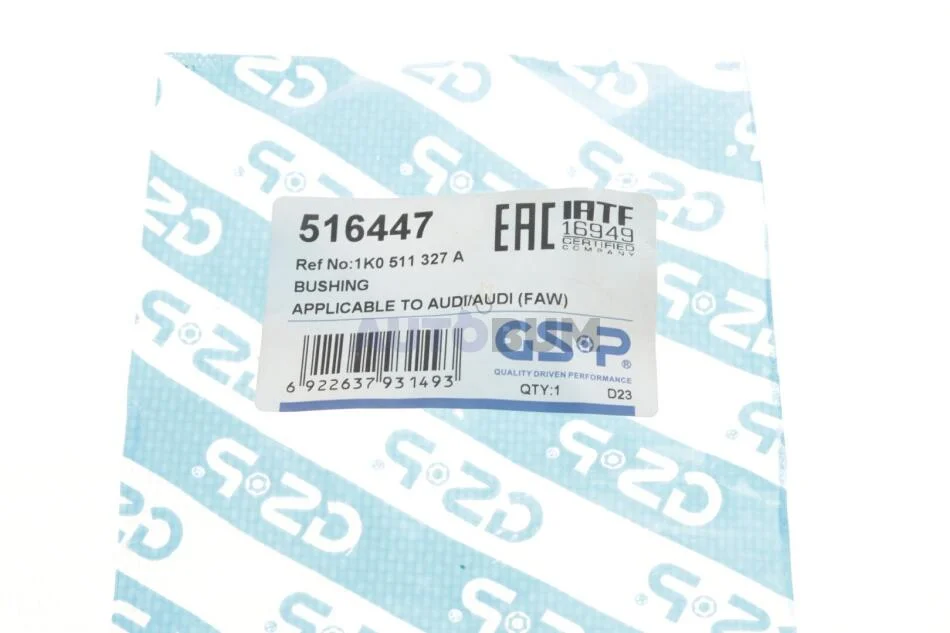 516447
EAC
IATF
16949
CERTIFIED
COMPANY
Ref No:1K0 511 327 A
BUSHING
APPLICABLE TO AUDI/AUDI (FAW)
AUTOBUM
GSP®
QUALITY DRIVEN PERFORMANCE
6 922637 931493
QTY:1
D23